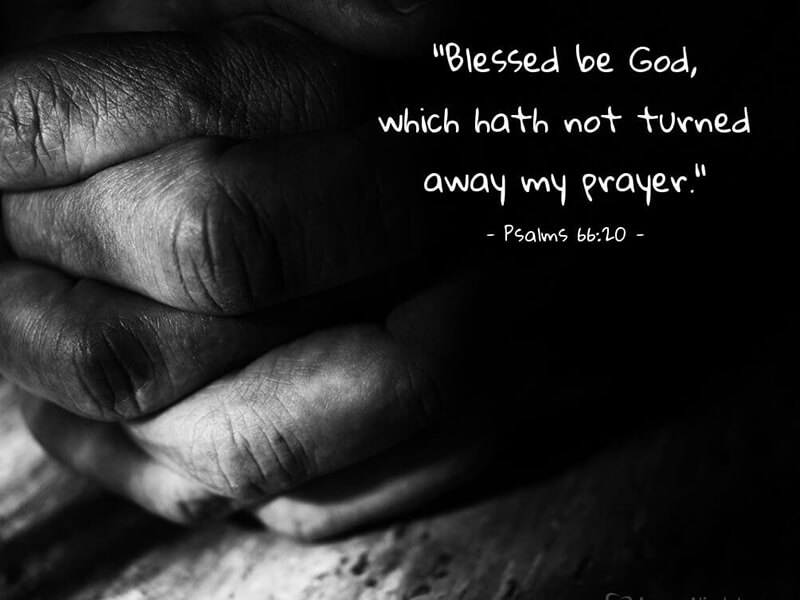 "Blessed be God,
which hath not turned
away my prayer."
- Psalms 66:20 -